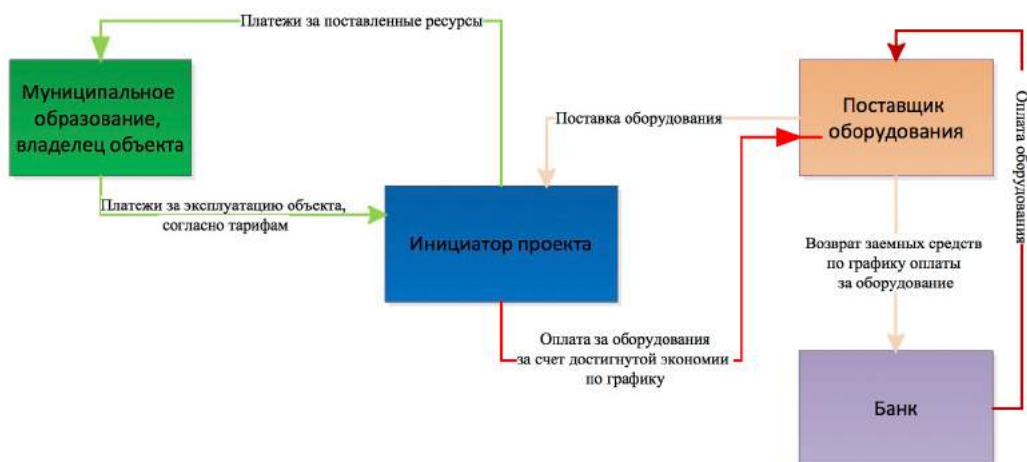 Платежи за поставленные ресурсы
Муниципальное
образование,
владелец объекта
Поставщик
оборудования
Оплата оборудования
Поставка оборудования
Платежи за эксплуатацию объекта,
согласно тарифам
Инициатор проекта
Возврат заемных средств
по графику оплаты
за оборудование
Оплата за оборудования
за счет достигнутой экономии
по графику
Банк